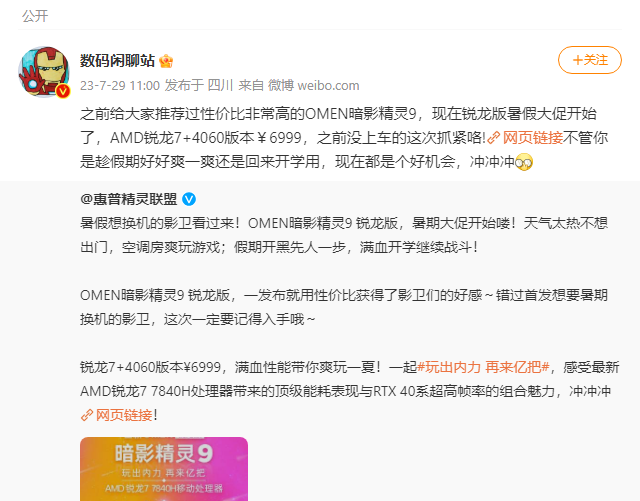 公开
数码闲聊站
+关注
23-7-29 11:00 发布于 四川 来自 微博 weibo.com
之前给大家推荐过性价比非常高的OMEN暗影精灵9，现在锐龙版暑假大促开始
了，AMD锐龙7+4060版本￥6999，之前没上车的这次抓紧咯!网页链接不管你
是趁假期好好爽一爽还是回来开学用，现在都是个好机会，冲冲冲
@惠普精灵联盟
暑假想换机的影卫看过来！OMEN暗影精灵9 锐龙版，暑期大促开始喽！天气太热不想
出门，空调房爽玩游戏；假期开黑先人一步，满血开学继续战斗！
OMEN暗影精灵9 锐龙版，一发布就用性价比获得了影卫们的好感～错过首发想要暑期
换机的影卫，这次一定要记得入手哦～
锐龙7+4060版本¥6999，满血性能带你爽玩一夏！一起#玩出内力 再来亿把#，感受最新
AMD锐龙7 7840H处理器带来的顶级能耗表现与RTX 40系超高帧率的组合魅力，冲冲冲
网页链接！
暗影精灵9
玩出内力 再来亿把
AMD 锐龙7 7840H移动处理器